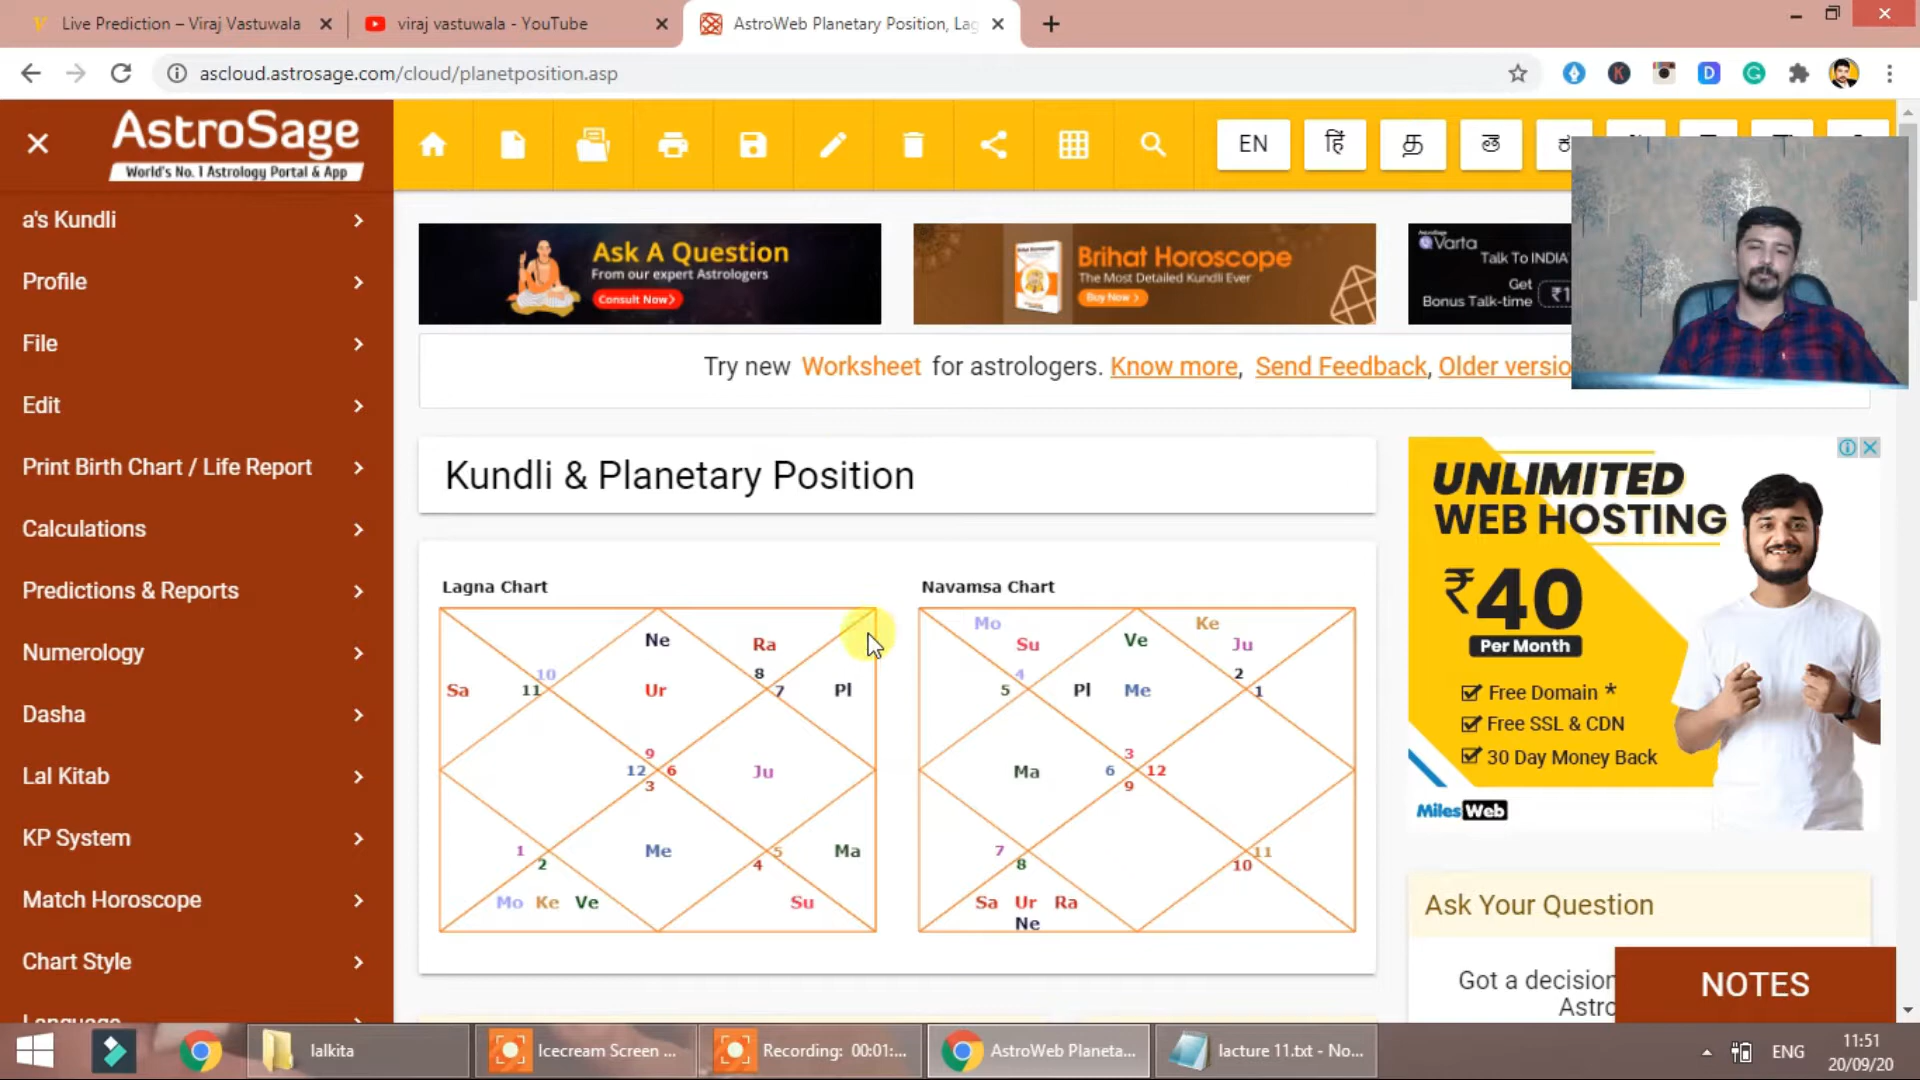 Live Prediction – Viraj Vastuwala
viraj vastuwala - YouTube
AstroWeb Planetary Position, Lag
ascloud.astrosage.com/cloud/planetposition.asp
AstroSage
World's No. 1 Astrology Portal & App
EN
हिं
த
తె
a's Kundli
Profile
File
Edit
Print Birth Chart / Life Report
Calculations
Predictions & Reports
Numerology
Dasha
Lal Kitab
KP System
Match Horoscope
Chart Style
Language
Ask A Question
From our expert Astrologers
Consult Now
Brihat Horoscope
The Most Detailed Kundli Ever
Buy Now
AstroSage
Varta
Talk To INDIA
Get
Bonus Talk-time ₹1
Try new Worksheet for astrologers. Know more, Send Feedback, Older versio
Kundli & Planetary Position
Lagna Chart
Ne
Ra
10
8
Sa
11
Ur
7
Pl
9
12
6
Ju
3
1
Me
5
Ma
2
4
Mo Ke Ve
Su
Navamsa Chart
Mo
Ke
Su
Ve
Ju
4
2
5
Pl
Me
1
3
Ma
6
12
9
7
11
8
10
Sa Ur Ra
Ne
UNLIMITED
WEB HOSTING
₹40
Per Month
Free Domain *
Free SSL & CDN
30 Day Money Back
MilesWeb
Ask Your Question
Got a decision
Astro
NOTES
lalkita
Icecream Screen ...
Recording: 00:01:...
AstroWeb Planeta...
lacture 11.txt - No...
ENG
11:51
20/09/20